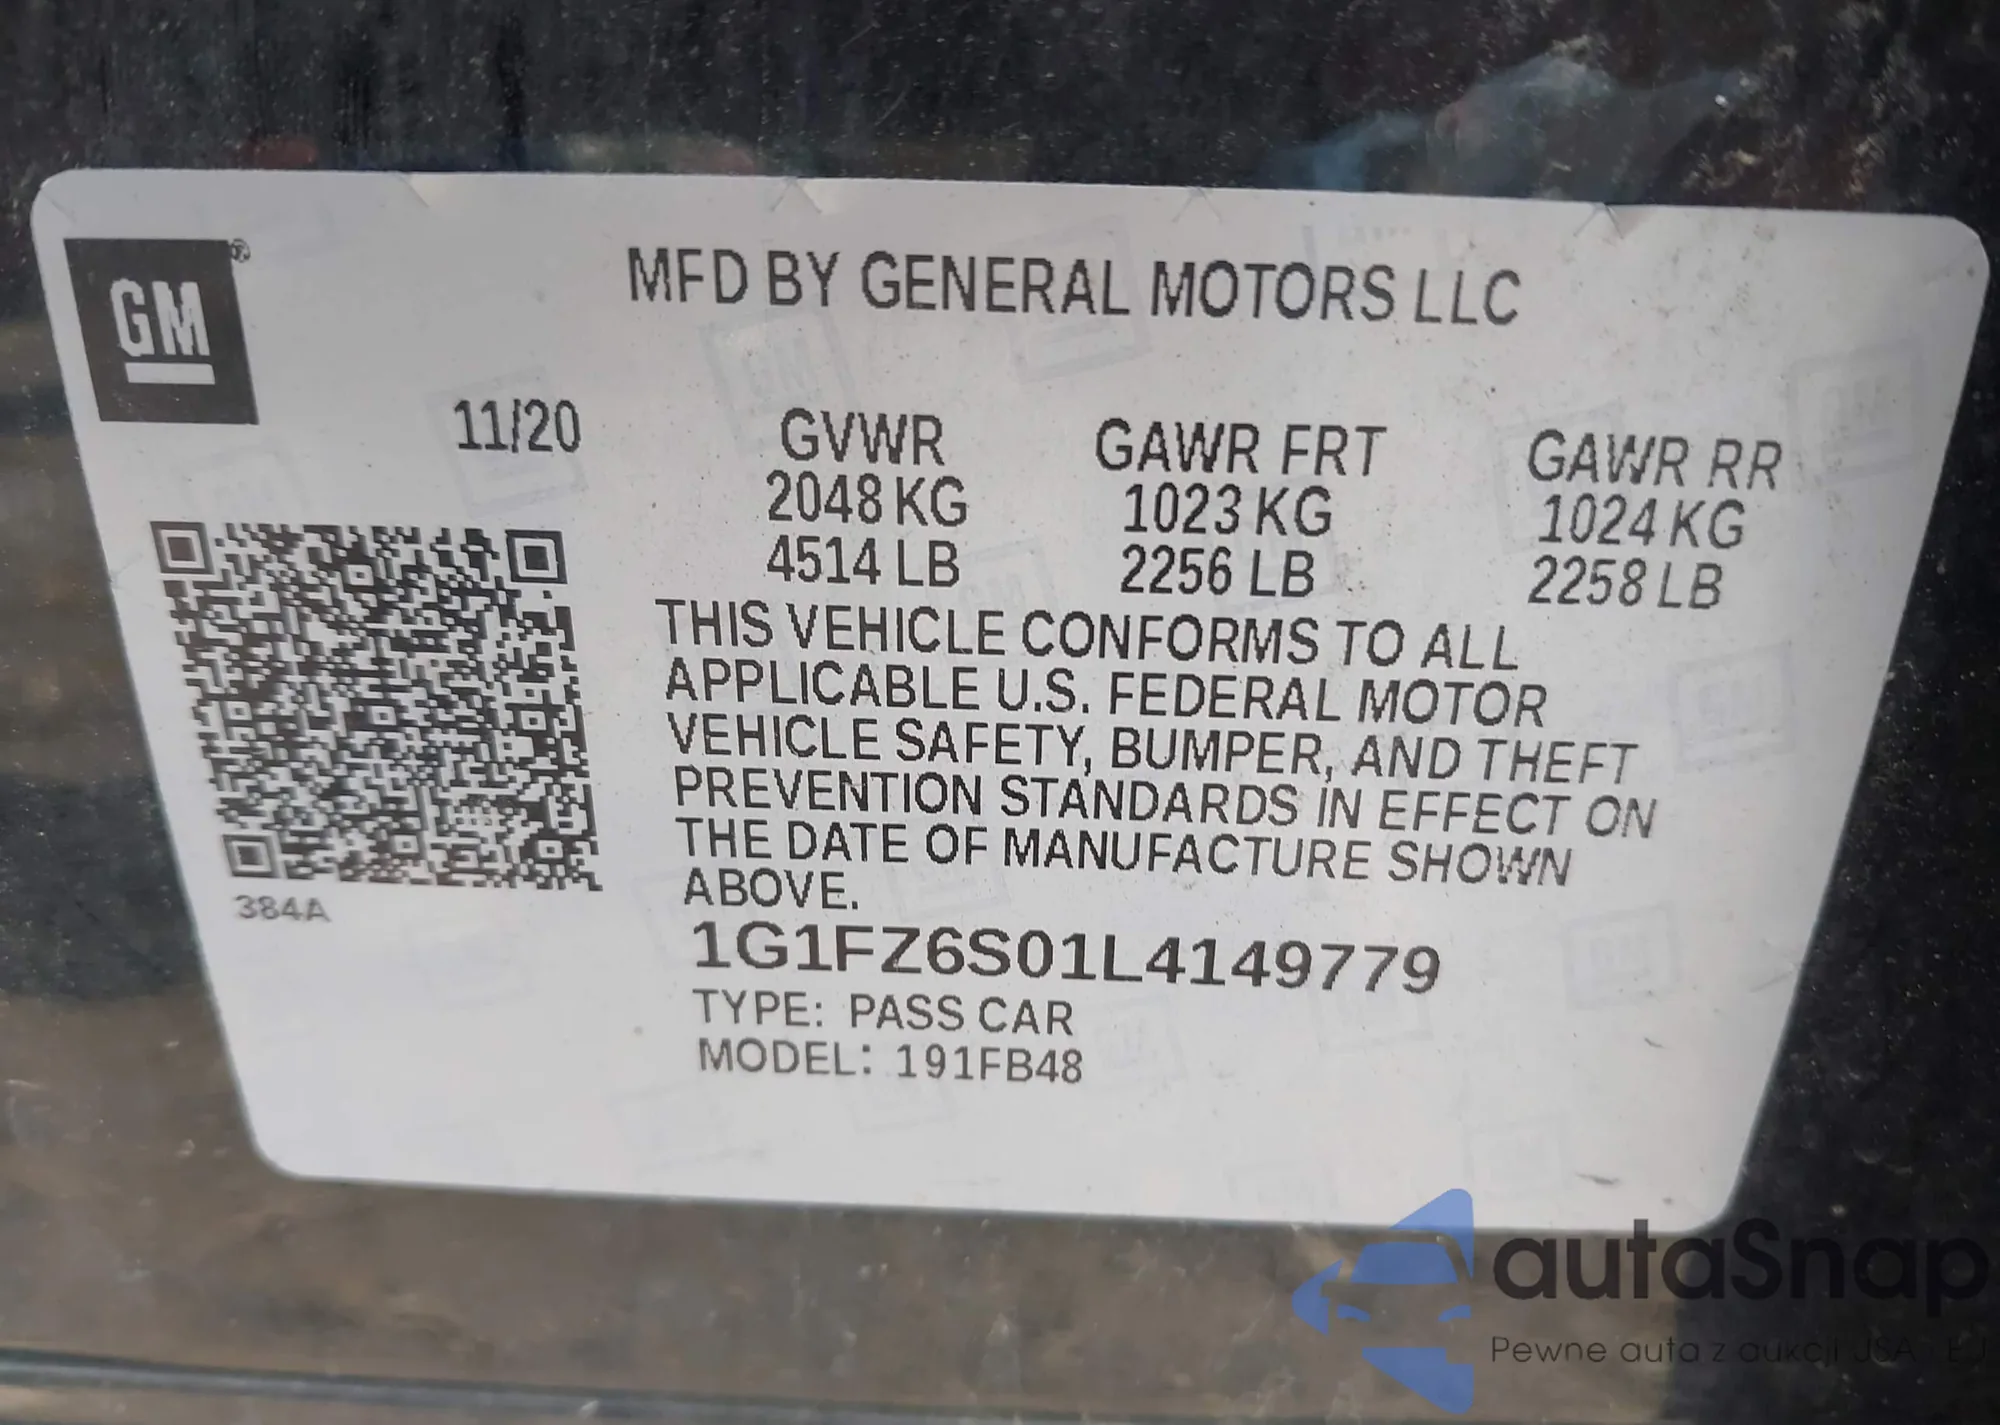 GM
MFD BY GENERAL MOTORS LLC
11/20
GVWR
2048 KG
4514 LB
GAWR FRT
1023 KG
2256 LB
GAWR RR
1024 KG
2258 LB
THIS VEHICLE CONFORMS TO ALL
APPLICABLE U.S. FEDERAL MOTOR
VEHICLE SAFETY, BUMPER, AND THEFT
PREVENTION STANDARDS IN EFFECT ON
THE DATE OF MANUFACTURE SHOWN
ABOVE.
384A
1G1FZ6S01L4149779
TYPE: PASS CAR
MODEL: 191FB48
autaSnap
Pewne auta z aukcji